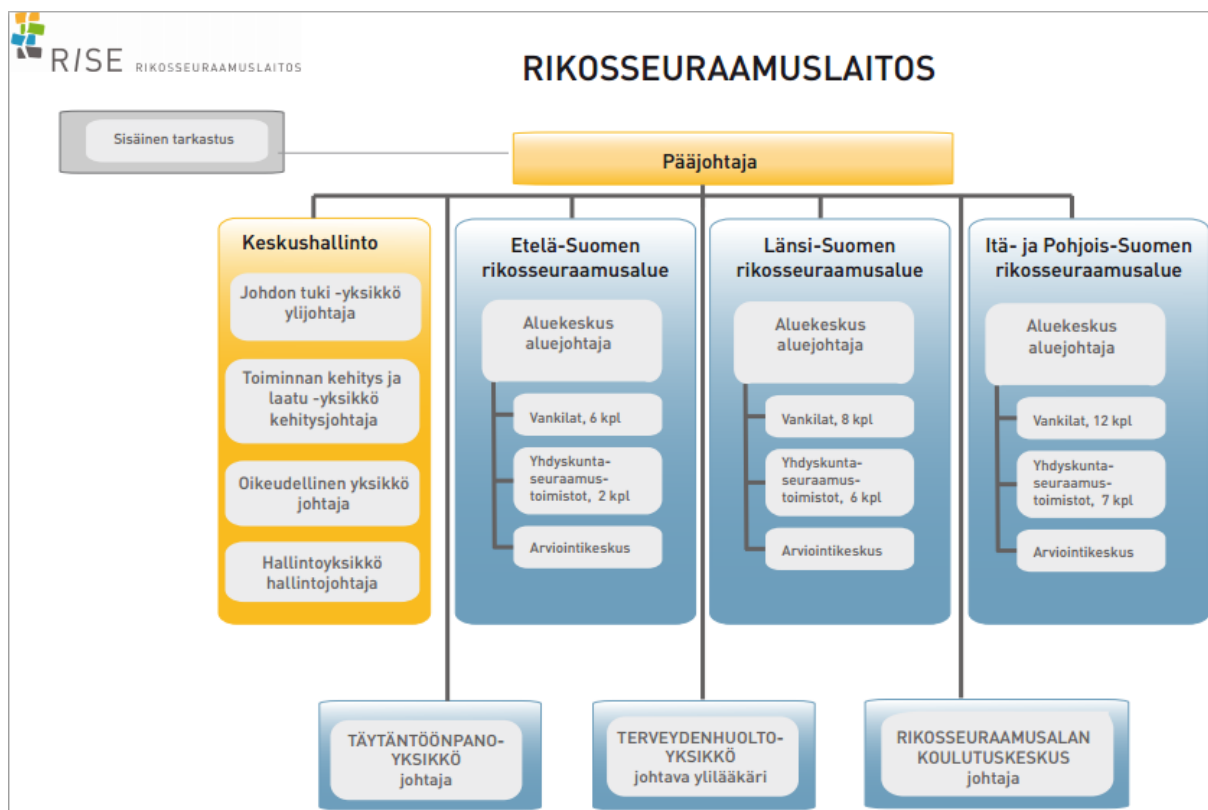 RISE RIKOSSEURAAMUSLAITOS
RIKOSSEURAAMUSLAITOS
Sisäinen tarkastus
Pääjohtaja
Keskushallinto
Johdon tuki -yksikkö
ylijohtaja
Toiminnan kehitys ja
laatu -yksikkö
kehitysjohtaja
Oikeudellinen yksikkö
johtaja
Hallintoyksikkö
hallintojohtaja
Etelä-Suomen
rikosseuraamusalue
Aluekeskus
aluejohtaja
Vankilat, 6 kpl
Yhdyskunta-
seuraamus-
toimistot, 2 kpl
Arviointikeskus
Länsi-Suomen
rikosseuraamusalue
Aluekeskus
aluejohtaja
Vankilat, 8 kpl
Yhdyskunta-
seuraamus-
toimistot, 6 kpl
Arviointikeskus
Itä- ja Pohjois-Suomen
rikosseuraamusalue
Aluekeskus
aluejohtaja
Vankilat, 12 kpl
Yhdyskunta-
seuraamus-
toimistot, 7 kpl
Arviointikeskus
TÄYTÄNTÖÖNPANO-
YKSIKKÖ
johtaja
TERVEYDENHUOLTO-
YKSIKKÖ
johtava ylilääkäri
RIKOSSEURAAMUSALAN
KOULUTUSKESKUS
johtaja